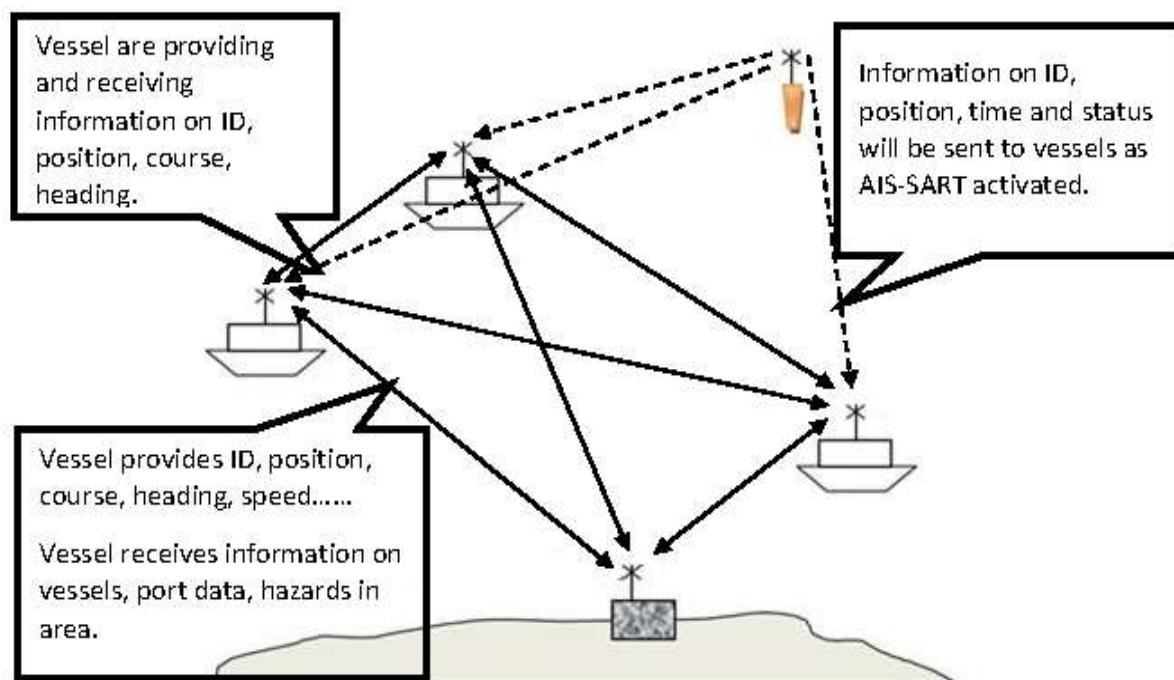 Vessel are providing
and receiving
information on ID,
position, course,
heading.
Information on ID,
position, time and status
will be sent to vessels as
AIS-SART activated.
Vessel provides ID, position,
course, heading, speed......
Vessel receives information on
vessels, port data, hazards in
area.